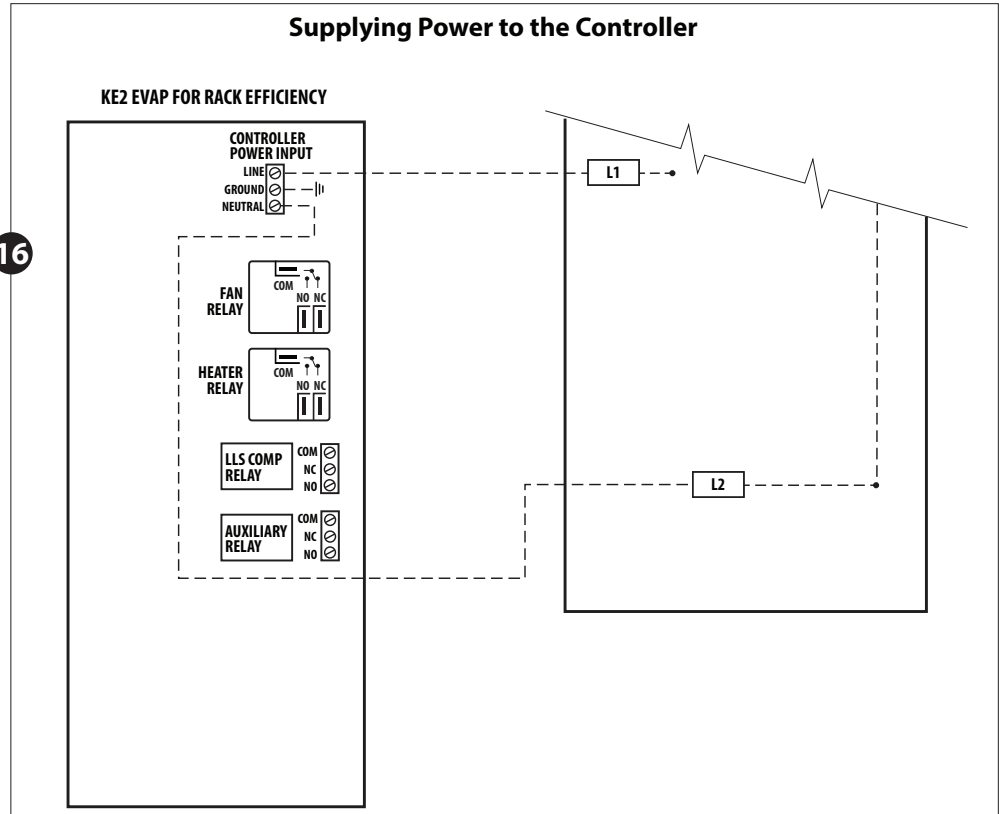 Supplying Power to the Controller
KE2 EVAP FOR RACK EFFICIENCY
CONTROLLER
POWER INPUT
LINE
GROUND
NEUTRAL
L1
16
FAN
RELAY
COM
NO NC
HEATER
RELAY
COM
NO NC
LLS COMP
RELAY
COM
NC
NO
L2
AUXILIARY
RELAY
COM
NC
NO